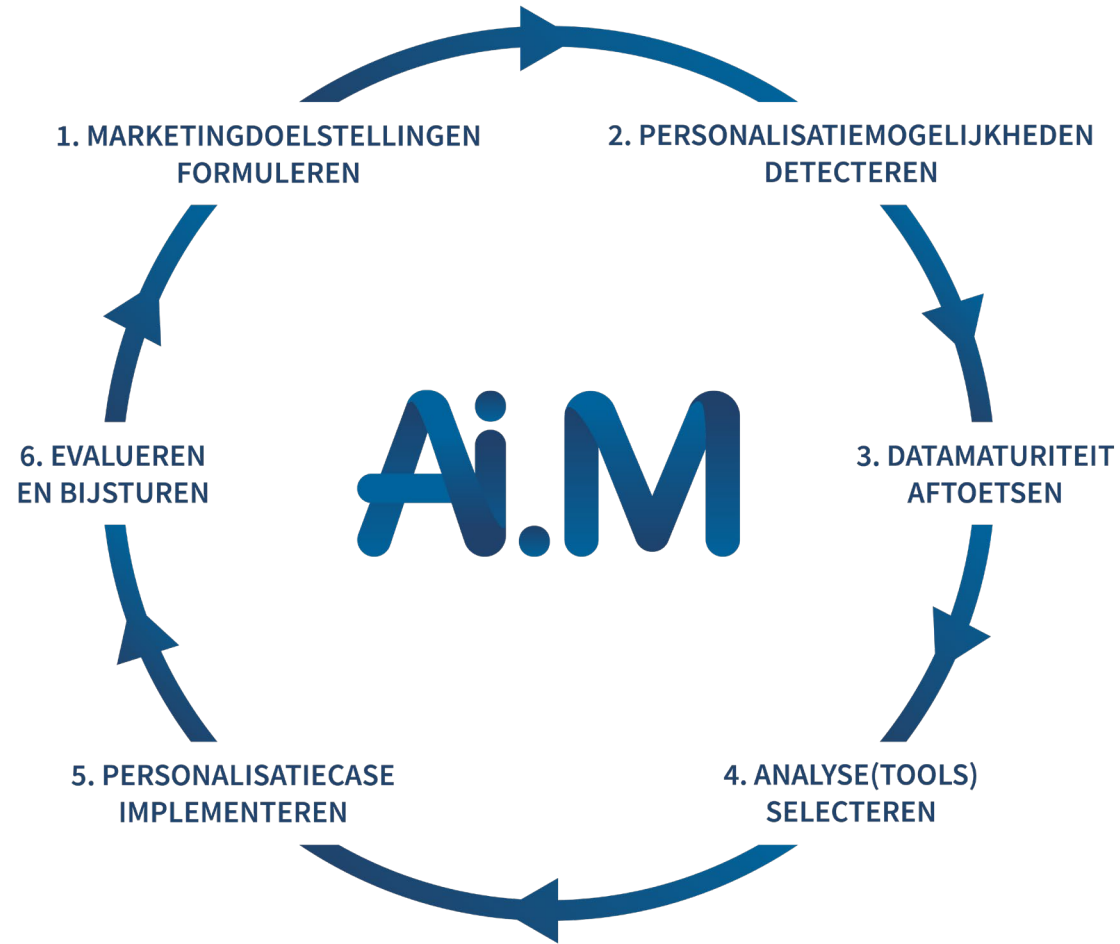 1. MARKETINGDOELSTELLINGEN
FORMULEREN
2. PERSONALISATIEMOGELIJKHEDEN
DETECTEREN
3. DATAMATURITEIT
AFTOETSEN
4. ANALYSE(TOOLS)
SELECTEREN
5. PERSONALISATIECASE
IMPLEMENTEREN
6. EVALUEREN
EN BIJSTUREN
Ai.M